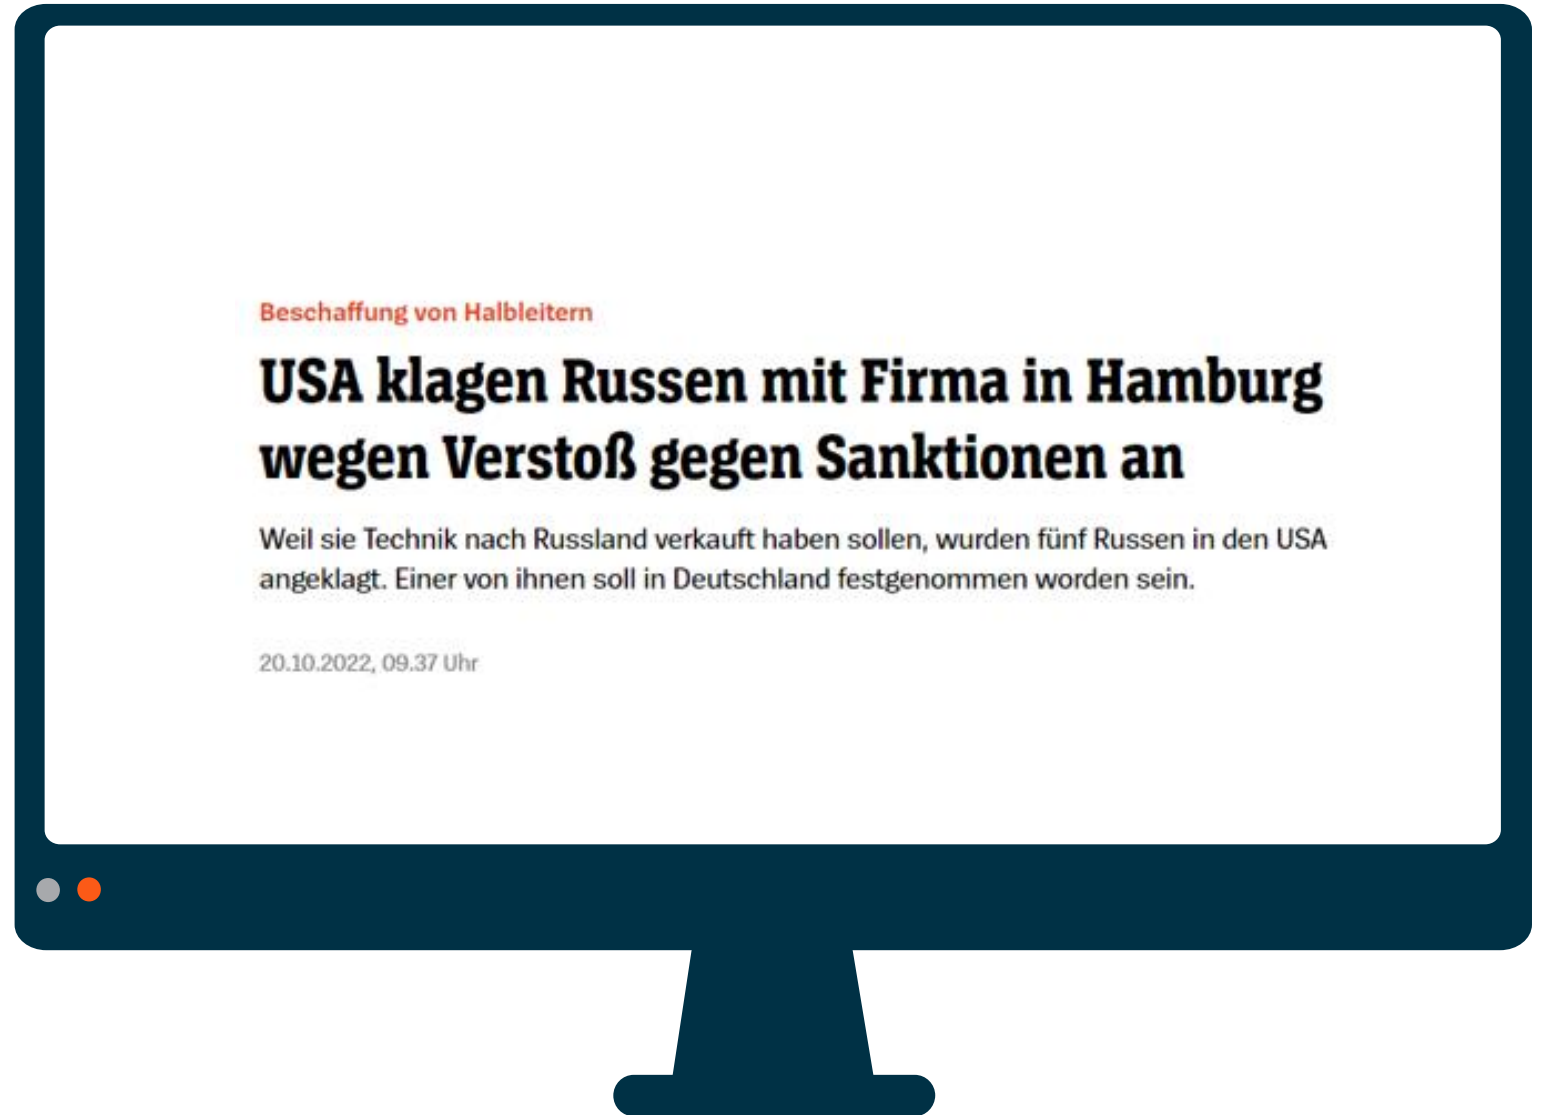 Beschaffung von Halbleitern
USA klagen Russen mit Firma in Hamburg
wegen Verstoß gegen Sanktionen an
Weil sie Technik nach Russland verkauft haben sollen, wurden fünf Russen in den USA
angeklagt. Einer von ihnen soll in Deutschland festgenommen worden sein.
20.10.2022, 09.37 Uhr